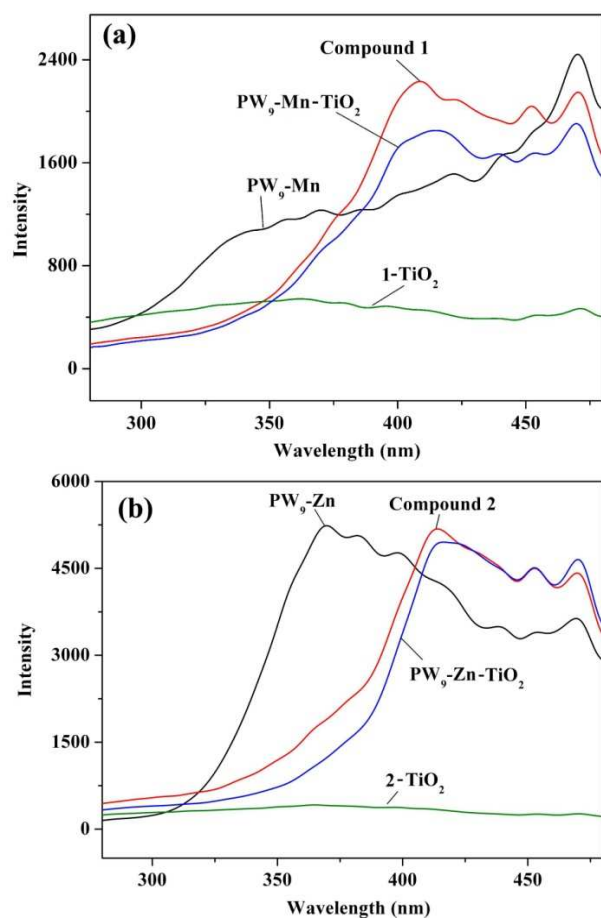 (a)
Compound 1
PW₉-Mn-TiO₂
PW₉-Mn
1-TiO₂
2400
1600
800
0
Intensity
300 350 400 450
Wavelength (nm)
(b)
PW₉-Zn
Compound 2
PW₉-Zn-TiO₂
2-TiO₂
6000
4500
3000
1500
0
Intensity
300 350 400 450
Wavelength (nm)